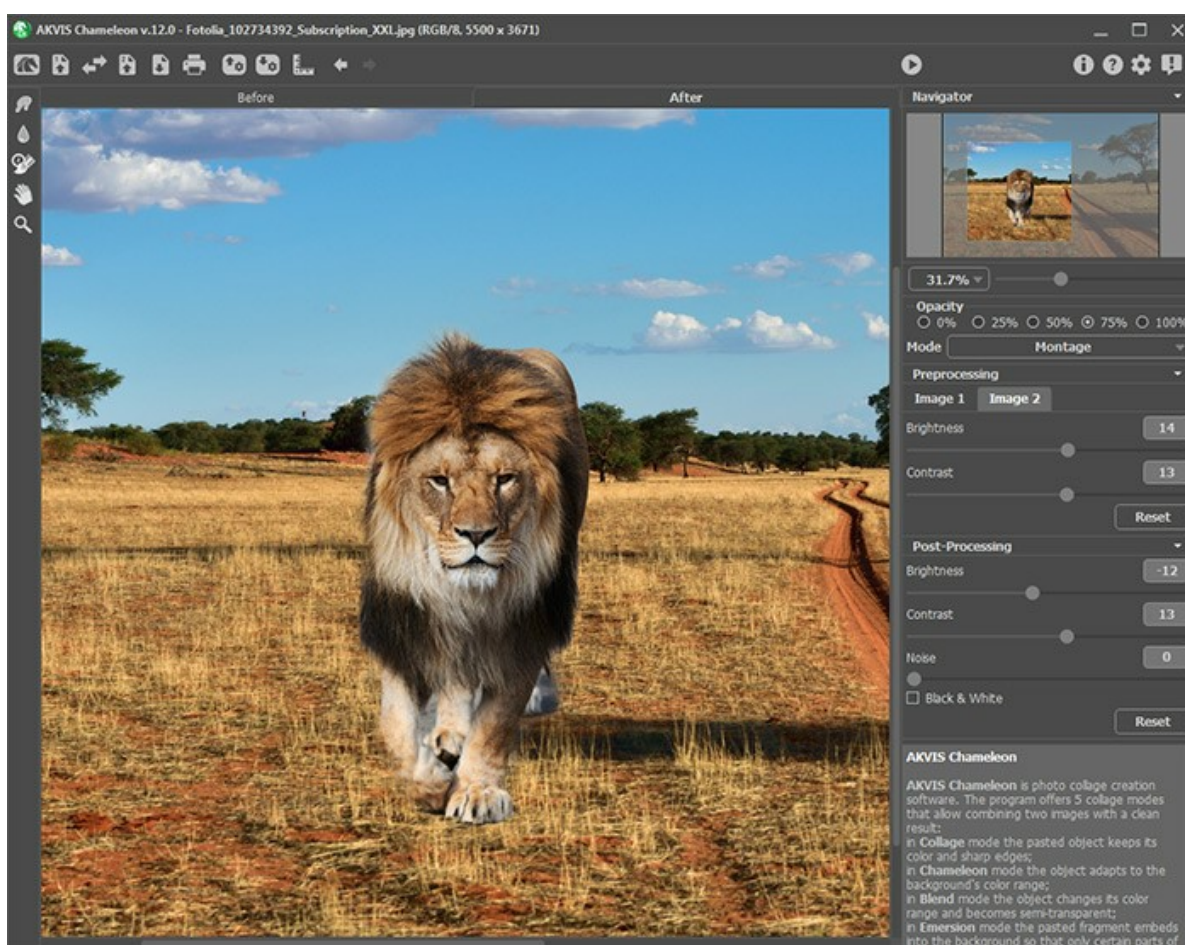 AKVIS Chameleon v.12.0 - Fotolia_102734392_Subscription_XXL.jpg (RGB/8, 5500 x 3671)
Before
After
Navigator
31.7%
Opacity
0% 25% 50% 75% 100%
Mode Montage
Preprocessing
Image 1 Image 2
Brightness 14
Contrast 13
Reset
Post-Processing
Brightness -12
Contrast 13
Noise 0
Black & White
Reset
AKVIS Chameleon
AKVIS Chameleon is photo collage creation
software. The program offers 5 collage modes
that allow combining two images with a clean
result:
in Collage mode the pasted object keeps its
color and sharp edges;
in Chameleon mode the object adapts to the
background's color range;
in Blend mode the object changes its color
range and becomes semi-transparent;
in Emersion mode the pasted fragment embeds
into the background so that only certain parts of